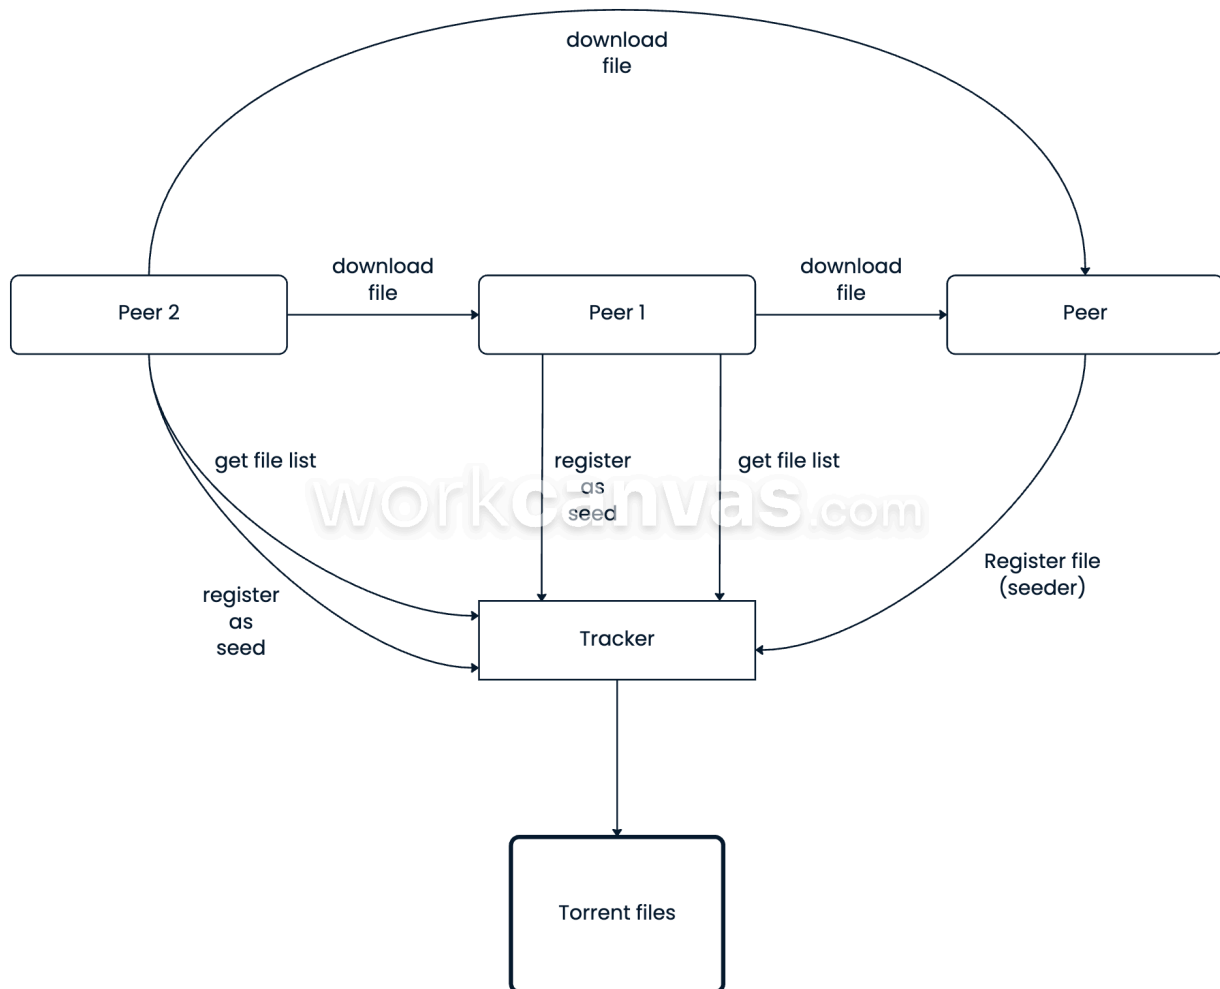 download
file
download
file
download
file
Peer 2
Peer 1
Peer
get file list
register
as
seed
get file list
workcanvas.com
Register file
(seeder)
register
as
seed
Tracker
Torrent files